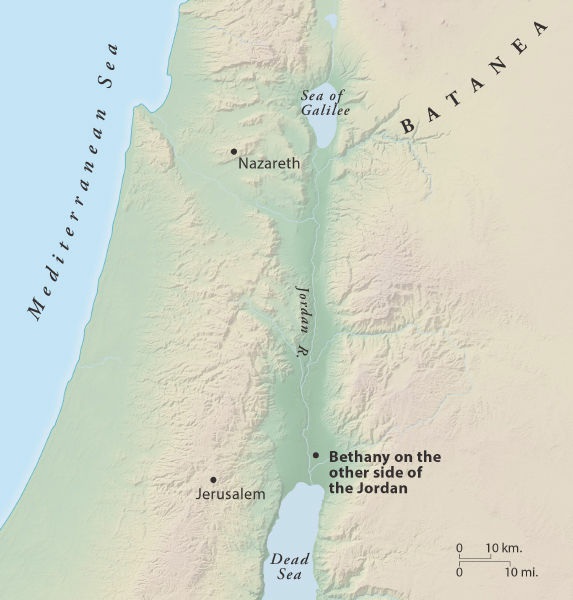 Mediterranean Sea
Sea of
Galilee
BATANEA
Nazareth
Jordan R.
Bethany on the
other side of
the Jordan
Jerusalem
Dead
Sea
0 10 km.
0 10 mi.